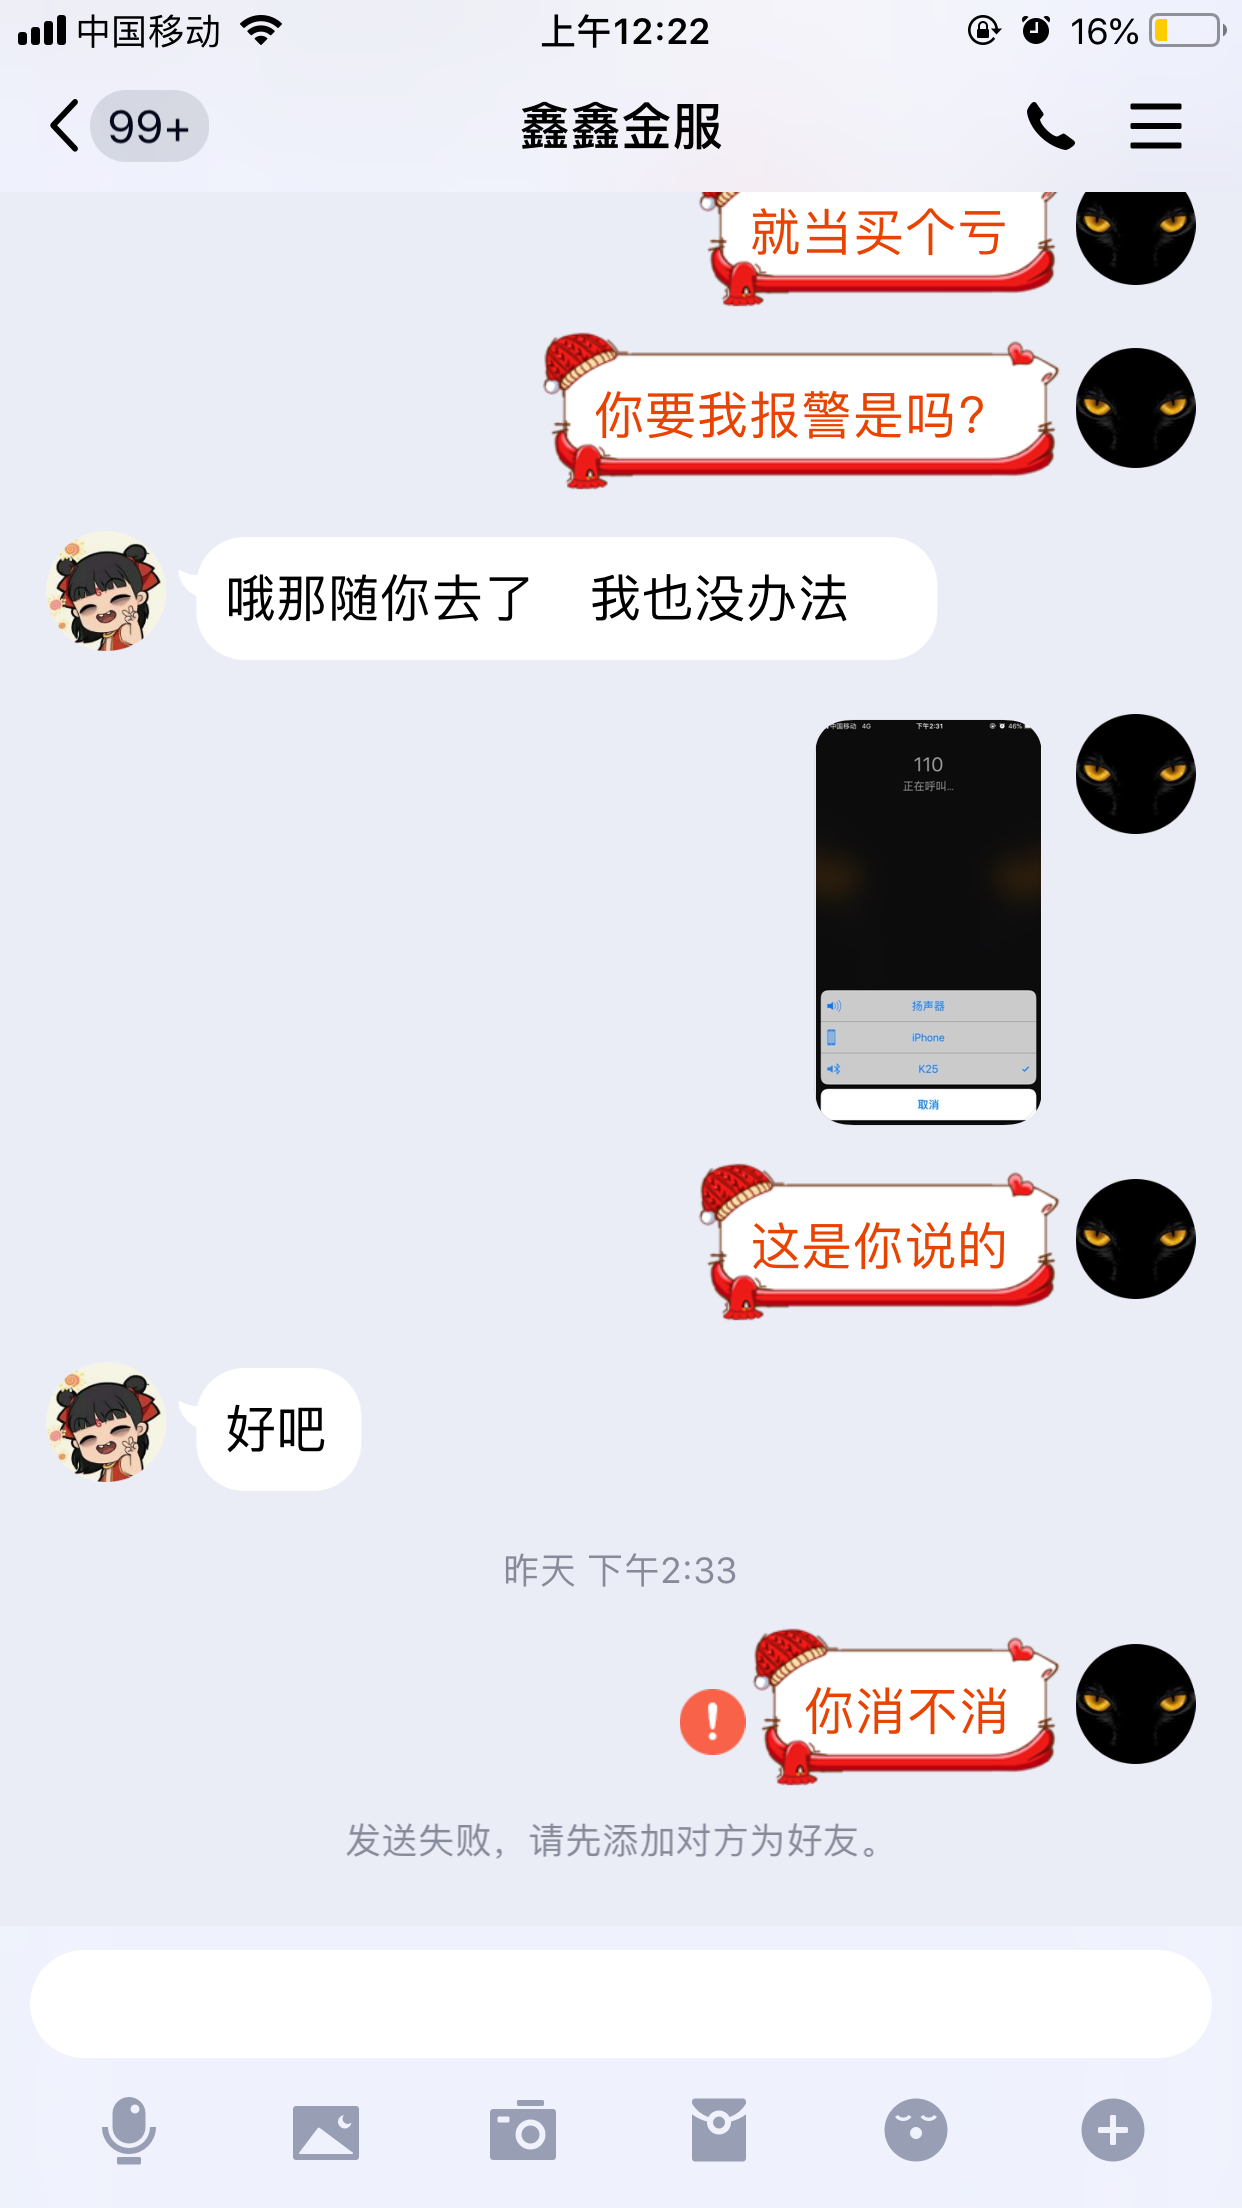 中国移动 上午12:22 16%
99+ 鑫鑫金服
就当买个亏
你要我报警是吗?
哦那随你去了 我也没办法
中国移动 4G 下午2:31 46%
110
正在呼叫...
扬声器
iPhone
K25
取消
这是你说的
好吧
昨天 下午2:33
你消不消
发送失败，请先添加对方为好友。